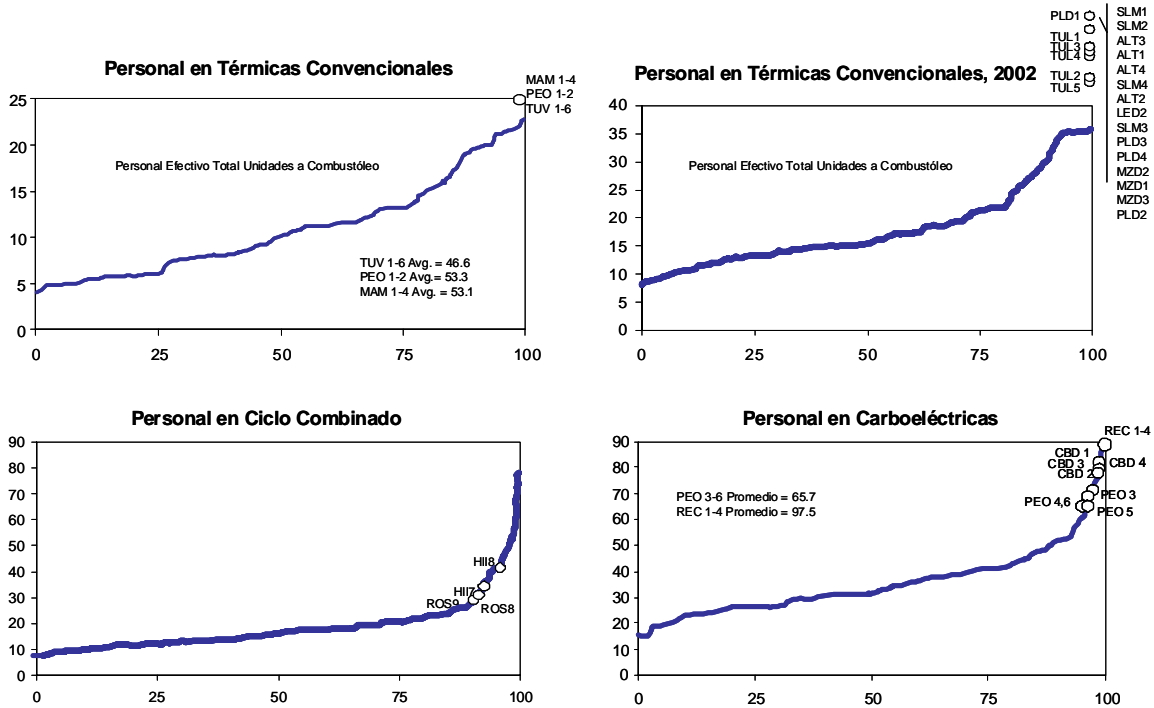 Personal en Térmicas Convencionales
MAM 1-4
PEO 1-2
TUV 1-6
25
20
15
10
5
0
Personal Efectivo Total Unidades a Combustóleo
TUV 1-6 Avg. = 46.6
PEO 1-2 Avg.= 53.3
MAM 1-4 Avg. = 53.1
0 25 50 75 100
Personal en Térmicas Convencionales, 2002
PLD1
TUL1
TUL3
TUL4
TUL2
TUL5
SLM1
SLM2
ALT3
ALT1
ALT4
SLM4
ALT2
LED2
SLM3
PLD3
PLD4
MZD2
MZD1
MZD3
PLD2
40
35
30
25
20
15
10
5
0
Personal Efectivo Total Unidades a Combustóleo
0 25 50 75 100
Personal en Ciclo Combinado
90
80
70
60
50
40
30
20
10
0
HII8
HII7
ROS9
ROS8
0 25 50 75 100
Personal en Carboeléctricas
REC 1-4
CBD 1
CBD 3
CBD 4
CBD 2
PEO 3
PEO 4,6
PEO 5
90
80
70
60
50
40
30
20
10
0
PEO 3-6 Promedio = 65.7
REC 1-4 Promedio = 97.5
0 25 50 75 100